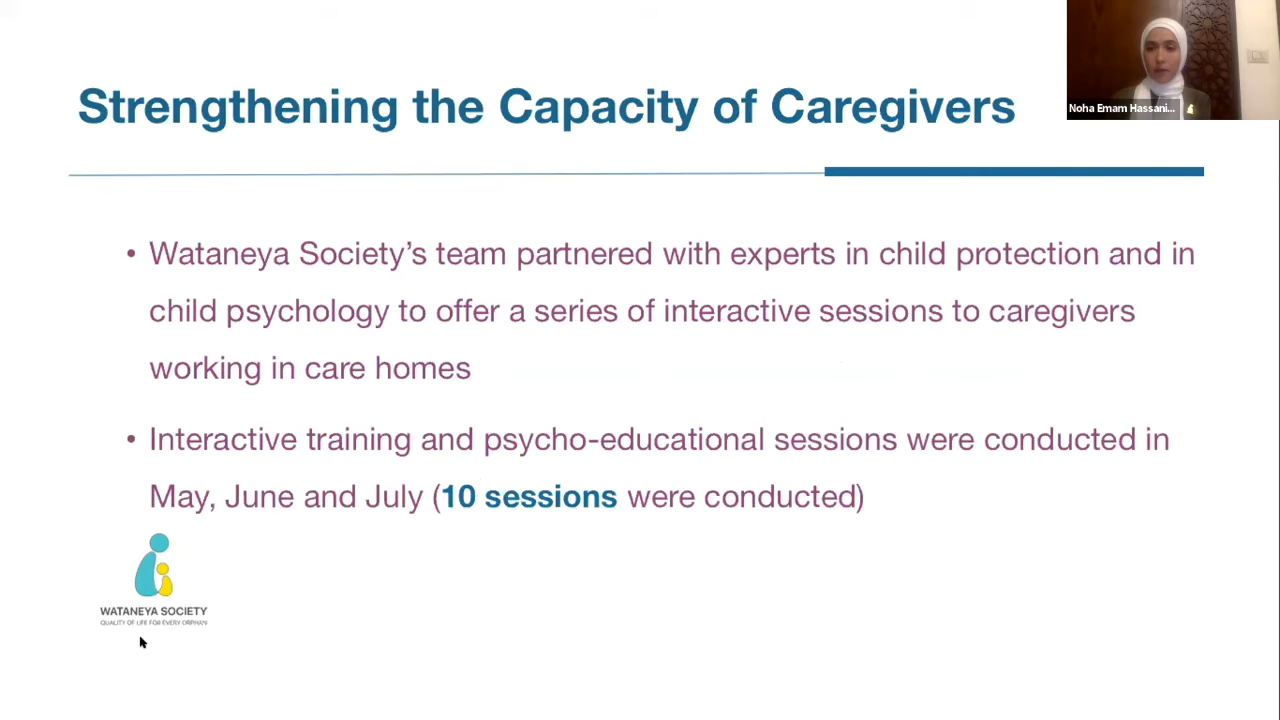 Strengthening the Capacity of Caregivers
Noha Emam Hassani...
• Wataneya Society’s team partnered with experts in child protection and in
child psychology to offer a series of interactive sessions to caregivers
working in care homes
• Interactive training and psycho-educational sessions were conducted in
May, June and July (10 sessions were conducted)
WATANEYA SOCIETY
QUALITY OF LIFE FOR EVERY ORPHAN